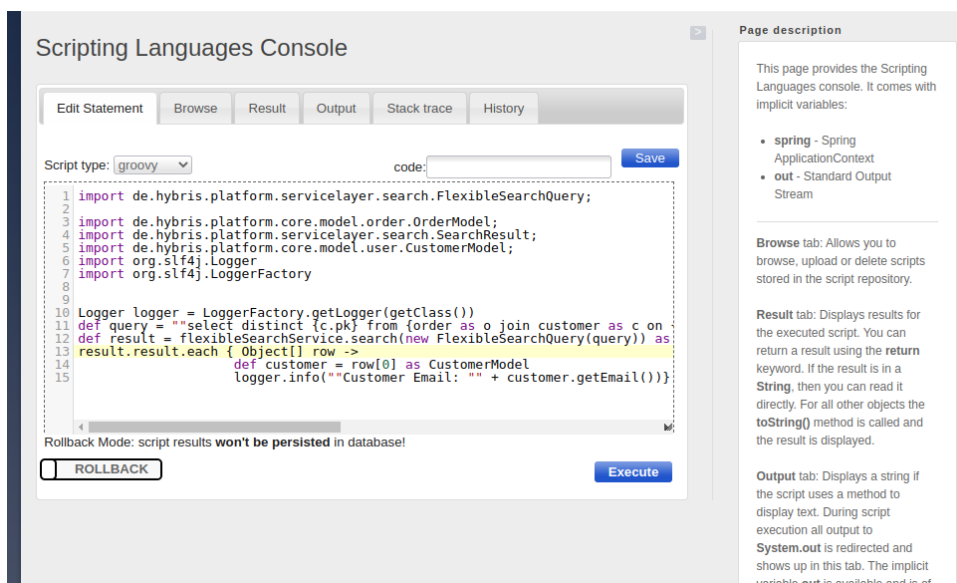 Scripting Languages Console
>
Edit Statement Browse Result Output Stack trace History
Script type: groovy code: Save
1 import de.hybris.platform.servicelayer.search.FlexibleSearchQuery;
2
3 import de.hybris.platform.core.model.order.OrderModel;
4 import de.hybris.platform.servicelayer.search.SearchResult;
5 import de.hybris.platform.core.model.user.CustomerModel;
6 import org.slf4j.Logger
7 import org.slf4j.LoggerFactory
8
9
10 Logger logger = LoggerFactory.getLogger(getClass())
11 def query = ""select distinct {c.pk} from {order as o join customer as c on
12 def result = flexibleSearchService.search(new FlexibleSearchQuery(query)) as
13 result.result.each { Object[] row ->
14 def customer = row[0] as CustomerModel
15 logger.info(""Customer Email: "" + customer.getEmail())}
Rollback Mode: script results won't be persisted in database!
ROLLBACK Execute
Page description
This page provides the Scripting
Languages console. It comes with
implicit variables:
• spring - Spring
ApplicationContext
• out - Standard Output
Stream
Browse tab: Allows you to
browse, upload or delete scripts
stored in the script repository.
Result tab: Displays results for
the executed script. You can
return a result using the return
keyword. If the result is in a
String, then you can read it
directly. For all other objects the
toString() method is called and
the result is displayed.
Output tab: Displays a string if
the script uses a method to
display text. During script
execution all output to
System.out is redirected and
shows up in this tab. The implicit
variable out is available and is of